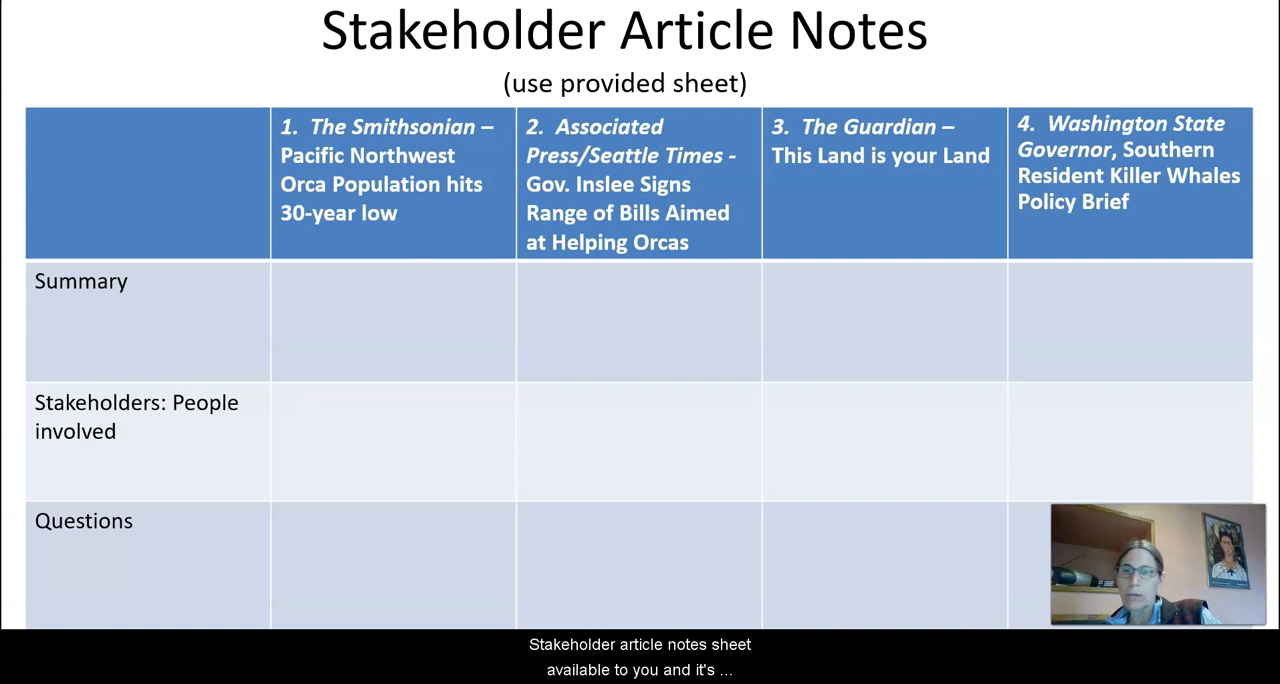 Stakeholder Article Notes
(use provided sheet)
1. The Smithsonian –
Pacific Northwest
Orca Population hits
30-year low
2. Associated
Press/Seattle Times -
Gov. Inslee Signs
Range of Bills Aimed
at Helping Orcas
3. The Guardian –
This Land is your Land
4. Washington State
Governor, Southern
Resident Killer Whales
Policy Brief
Summary
Stakeholders: People
involved
Questions
Stakeholder article notes sheet
available to you and it's ...